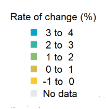 Rate of change (%)
3 to 4
2 to 3
1 to 2
0 to 1
-1 to 0
No data